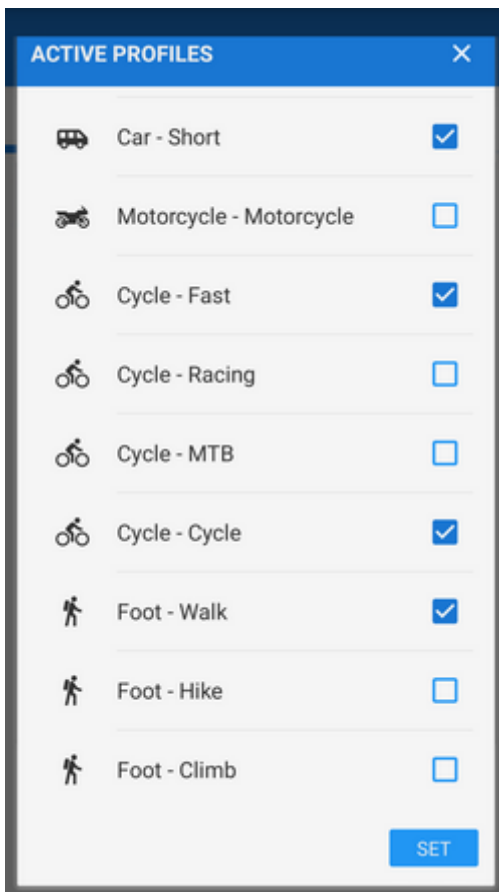 ACTIVE PROFILES
Car - Short
Motorcycle - Motorcycle
Cycle - Fast
Cycle - Racing
Cycle - MTB
Cycle - Cycle
Foot - Walk
Foot - Hike
Foot - Climb
SET